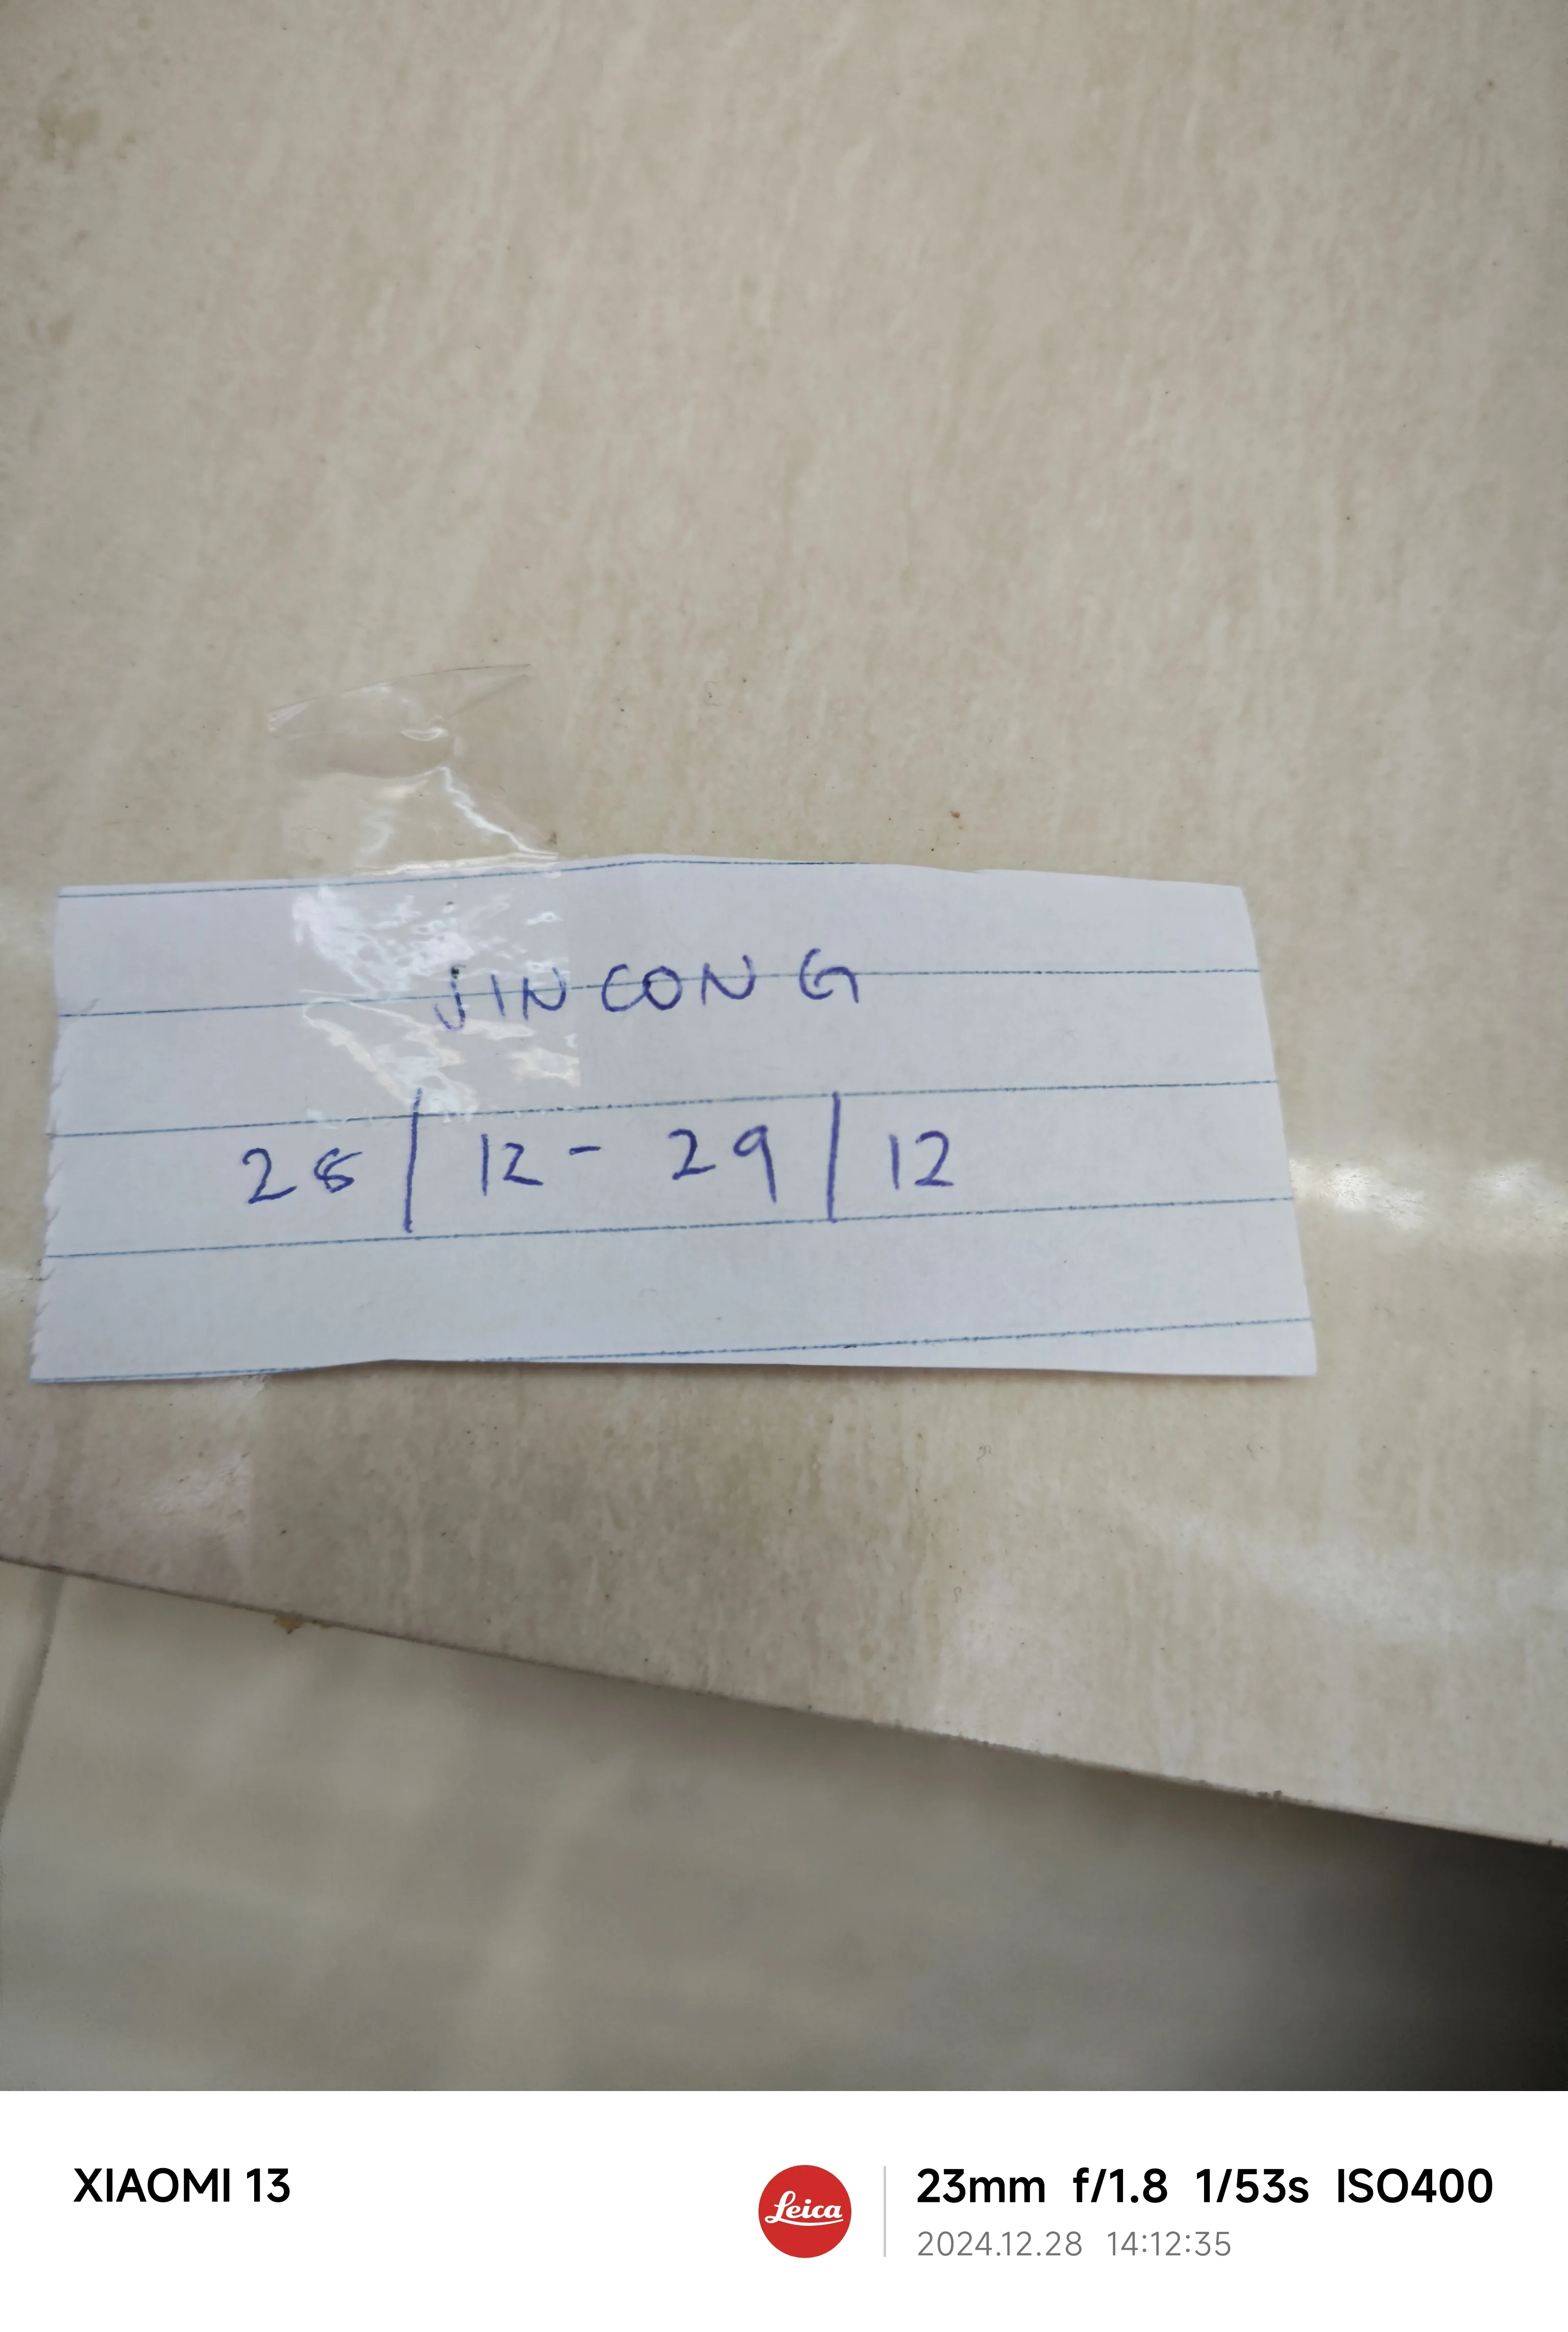 JINCONG
28/12 - 29/12
XIAOMI 13
Leica
23mm f/1.8 1/53s ISO400
2024.12.28 14:12:35